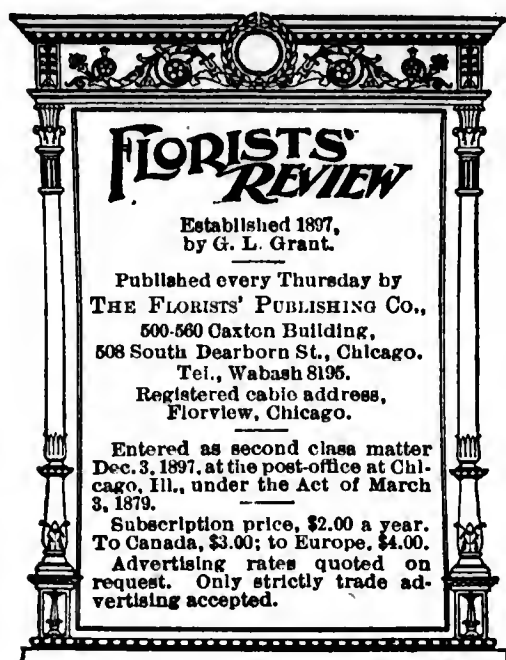 FLORISTS'
REVIEW
Established 1897,
by G. L. Grant.
Published every Thursday by
THE FLORISTS' PUBLISHING CO.,
500-560 Caxton Building,
508 South Dearborn St., Chicago.
Tel., Wabash 8195.
Registered cable address,
Florview, Chicago.
Entered as second class matter
Dec. 3, 1897, at the post-office at Chi-
cago, Ill., under the Act of March
3, 1879.
Subscription price, $2.00 a year.
To Canada, $3.00; to Europe, $4.00.
Advertising rates quoted on
request. Only strictly trade ad-
vertising accepted.